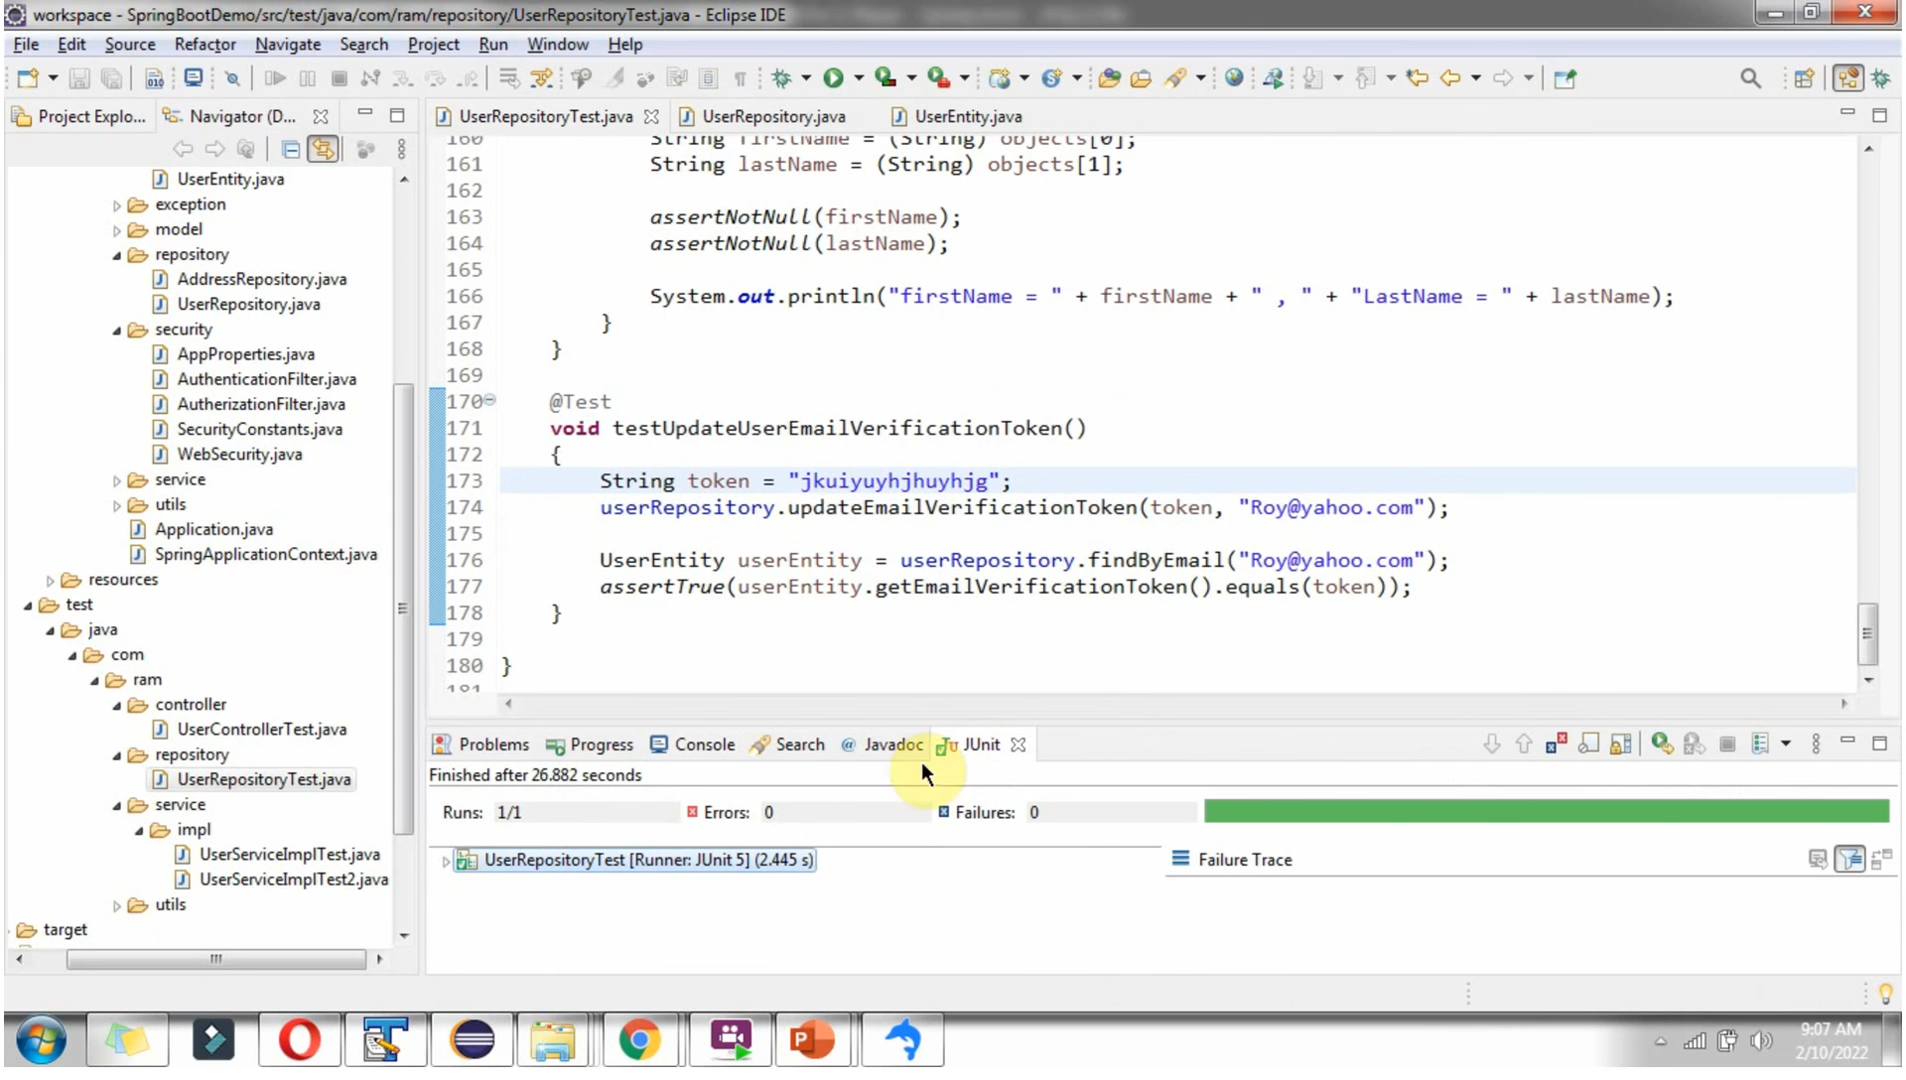 workspace - SpringBootDemo/src/test/java/com/ram/repository/UserRepositoryTest.java - Eclipse IDE
File Edit Source Refactor Navigate Search Project Run Window Help
Project Explo... Navigator (D...
UserEntity.java
exception
model
repository
AddressRepository.java
UserRepository.java
security
AppProperties.java
AuthenticationFilter.java
AutherizationFilter.java
SecurityConstants.java
WebSecurity.java
service
utils
Application.java
SpringApplicationContext.java
resources
test
java
com
ram
controller
UserControllerTest.java
repository
UserRepositoryTest.java
service
impl
UserServiceImplTest.java
UserServiceImplTest2.java
utils
target
UserRepositoryTest.java UserRepository.java UserEntity.java
160 String firstName = (String) objects[0];
161 String lastName = (String) objects[1];
162
163 assertNotNull(firstName);
164 assertNotNull(lastName);
165
166 System.out.println("firstName = " + firstName + " , " + "LastName = " + lastName);
167 }
168 }
169
170 @Test
171 void testUpdateUserEmailVerificationToken()
172 {
173 String token = "jkuiyuyhjhuyhjg";
174 userRepository.updateEmailVerificationToken(token, "Roy@yahoo.com");
175
176 UserEntity userEntity = userRepository.findByEmail("Roy@yahoo.com");
177 assertTrue(userEntity.getEmailVerificationToken().equals(token));
178 }
179
180 }
181
Problems Progress Console Search @ Javadoc JUnit
Finished after 26.882 seconds
Runs: 1/1 Errors: 0 Failures: 0
UserRepositoryTest [Runner: JUnit 5] (2.445 s)
Failure Trace
9:07 AM
2/10/2022